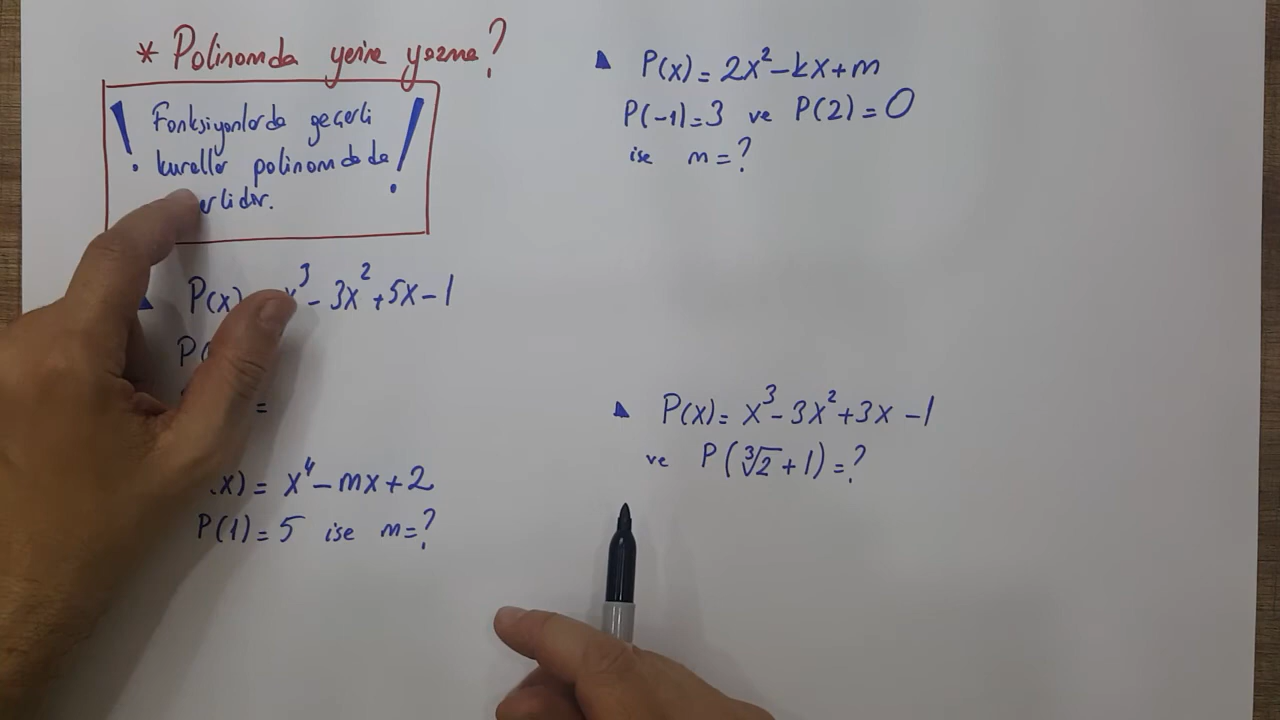 * Polinomda yerine yazma?
! Fonksiyonlarda geçerli !
kurallar polinomda da
erlidir.
P(x) x³ - 3x² + 5x - 1
P(
=
x) = x⁴ - mx + 2
P(1) = 5 ise m = ?
▲ P(x) = 2x² - kx + m
P(-1) = 3 ve P(2) = 0
ise m = ?
▲ P(x) = x³ - 3x² + 3x - 1
ve P(∛2 + 1) = ?